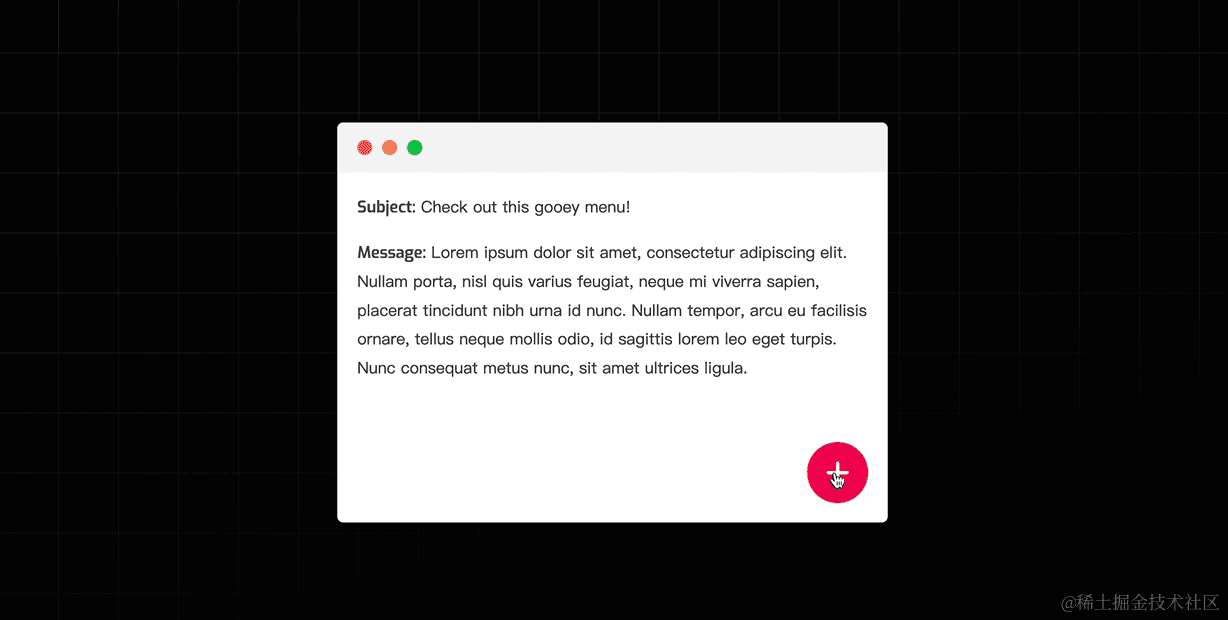 Subject: Check out this gooey menu!
Message: Lorem ipsum dolor sit amet, consectetur adipiscing elit.
Nullam porta, nisl quis varius feugiat, neque mi viverra sapien,
placerat tincidunt nibh urna id nunc. Nullam tempor, arcu eu facilisis
ornare, tellus neque mollis odio, id sagittis lorem leo eget turpis.
Nunc consequat metus nunc, sit amet ultrices ligula.
@稀土掘金技术社区